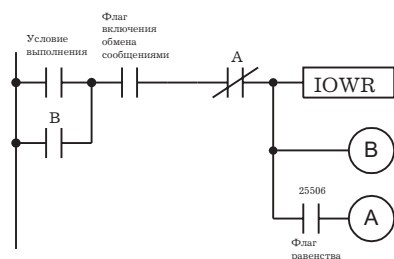 Флаг
включения
обмена
сообщениями
Условие
выполнения
A
IOWR
B
B
25506
A
Флаг
равенства